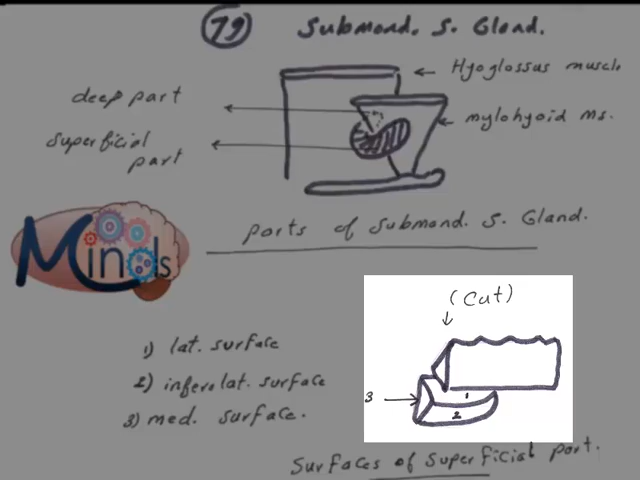 79 Submand. S. Gland.
Hyoglossus muscle
deep part
mylohyoid ms.
superficial part
parts of Submand. S. Gland.
Minds
(Cut)
1) lat. surface
2) inferolat. surface
3) med. surface.
3
1
2
Surfaces of superficial part.